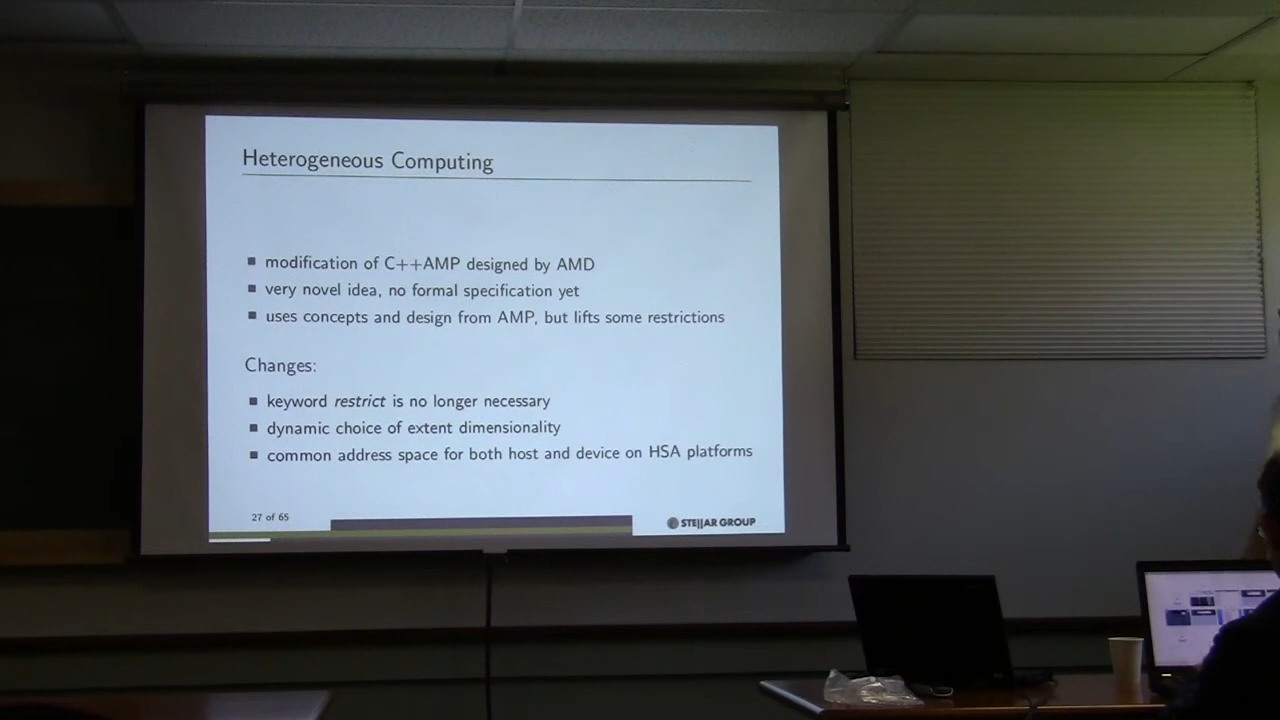 Heterogeneous Computing
modification of C++AMP designed by AMD
very novel idea, no formal specification yet
uses concepts and design from AMP, but lifts some restrictions
Changes:
keyword restrict is no longer necessary
dynamic choice of extent dimensionality
common address space for both host and device on HSA platforms
27 of 65
STE||AR GROUP